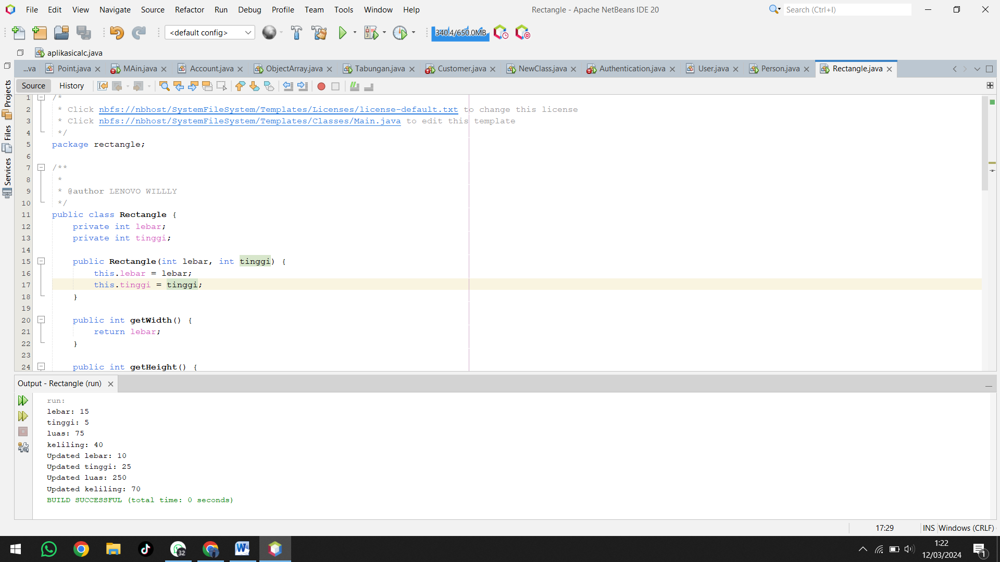 File Edit View Navigate Source Refactor Run Debug Profile Team Tools Window Help
Rectangle - Apache NetBeans IDE 20
Search (Ctrl+I)
<default config>
340.4/650.0MB
aplikasicalc.java
...va Point.java MAin.java Account.java ObjectArray.java Tabungan.java Customer.java NewClass.java Authentication.java User.java Person.java Rectangle.java
Source History
Projects
Files
Services
1 /*
2 * Click nbfs://nbhost/SystemFileSystem/Templates/Licenses/license-default.txt to change this license
3 * Click nbfs://nbhost/SystemFileSystem/Templates/Classes/Main.java to edit this template
4 */
5 package rectangle;
6
7 /**
8 *
9 * @author LENOVO WILLLY
10 */
11 public class Rectangle {
12 private int lebar;
13 private int tinggi;
14
15 public Rectangle(int lebar, int tinggi) {
16 this.lebar = lebar;
17 this.tinggi = tinggi;
18 }
19
20 public int getWidth() {
21 return lebar;
22 }
23
24 public int getHeight() {
Output - Rectangle (run)
run:
lebar: 15
tinggi: 5
luas: 75
keliling: 40
Updated lebar: 10
Updated tinggi: 25
Updated luas: 250
Updated keliling: 70
BUILD SUCCESSFUL (total time: 0 seconds)
17:29 INS Windows (CRLF)
32
1:22
12/03/2024
1